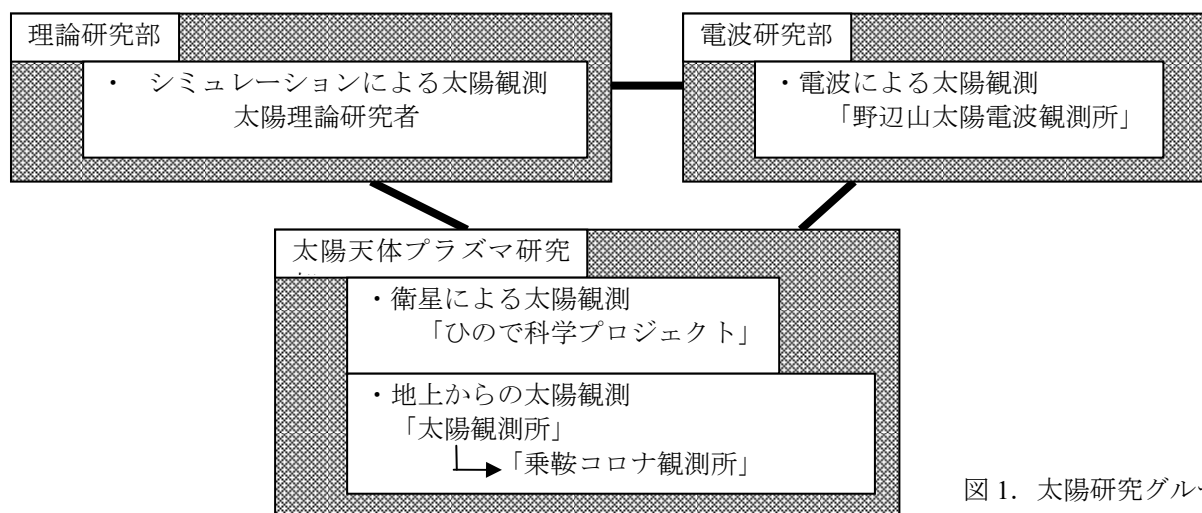 理論研究部
・ シミュレーションによる太陽観測
太陽理論研究者
電波研究部
・電波による太陽観測
「野辺山太陽電波観測所」
太陽天体プラズマ研究
・衛星による太陽観測
「ひので科学プロジェクト」
・地上からの太陽観測
「太陽観測所」
「乗鞍コロナ観測所」
図 1. 太陽研究グルー